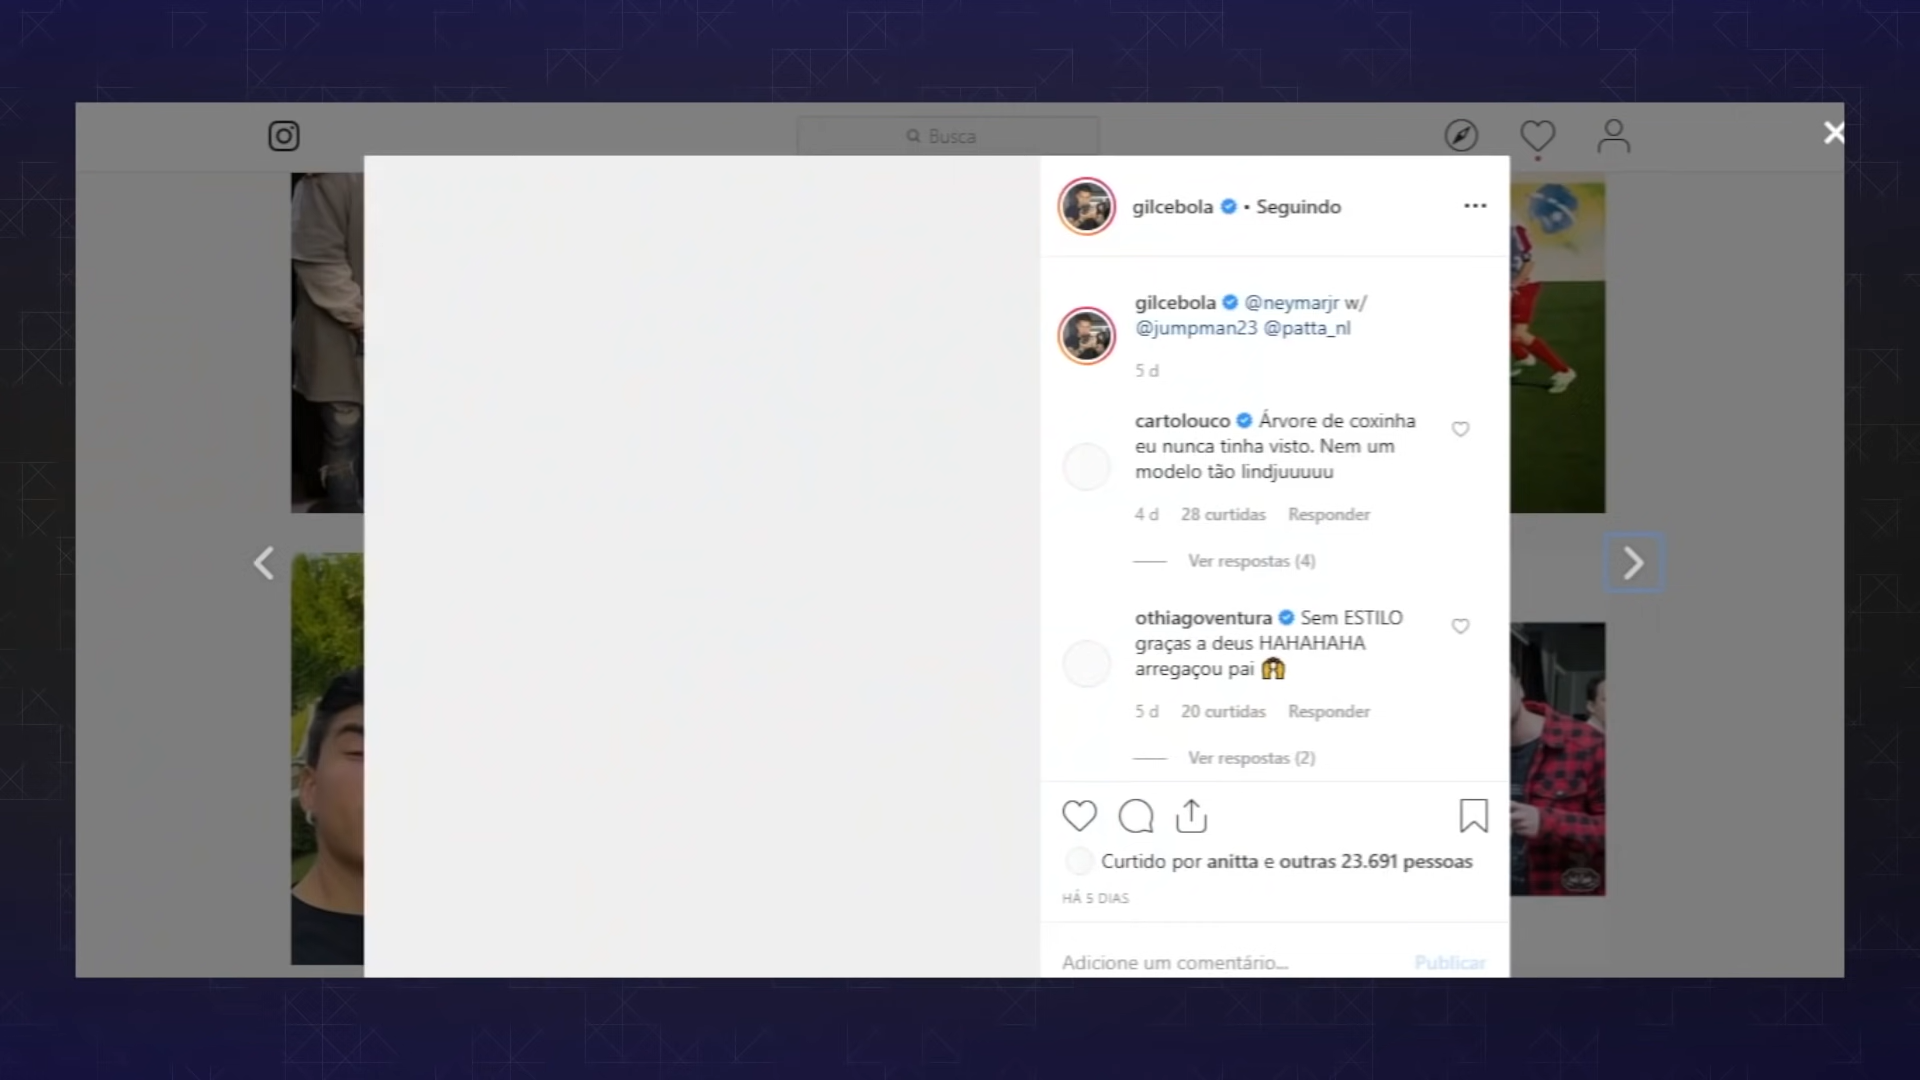 Busca
gilcebola • Seguindo
gilcebola @neymarjr w/
@jumpman23 @patta_nl
5 d
cartolouco Árvore de coxinha
eu nunca tinha visto. Nem um
modelo tão lindjuuuuu
4 d 28 curtidas Responder
Ver respostas (4)
othiagoventura Sem ESTILO
graças a deus HAHAHAHA
arregaçou pai
5 d 20 curtidas Responder
Ver respostas (2)
Curtido por anitta e outras 23.691 pessoas
HÁ 5 DIAS
Adicione um comentário... Publicar